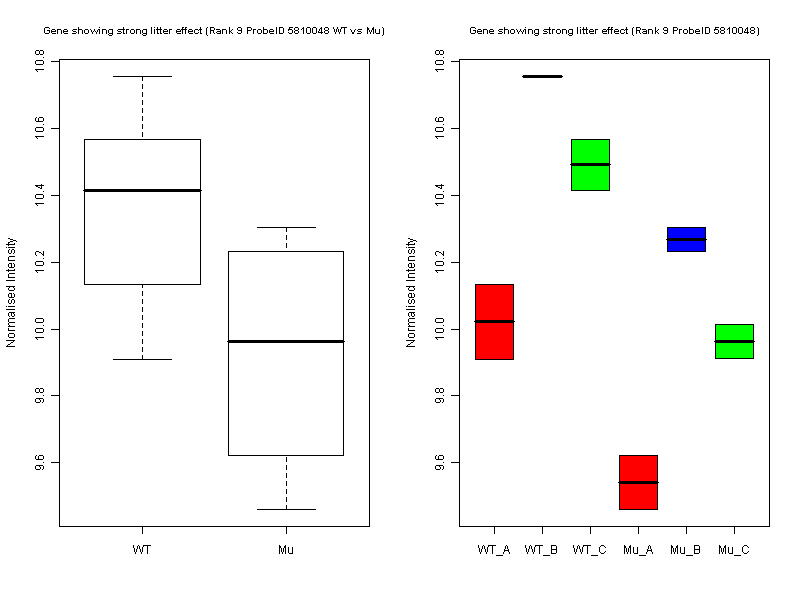 Gene showing strong litter effect (Rank 9 ProbeID 5810048 WT vs Mu)
Normalised Intensity
10.8
10.6
10.4
10.2
10.0
9.8
9.6
WT Mu
Gene showing strong litter effect (Rank 9 ProbeID 5810048)
Normalised Intensity
10.8
10.6
10.4
10.2
10.0
9.8
9.6
WT_A WT_B WT_C Mu_A Mu_B Mu_C